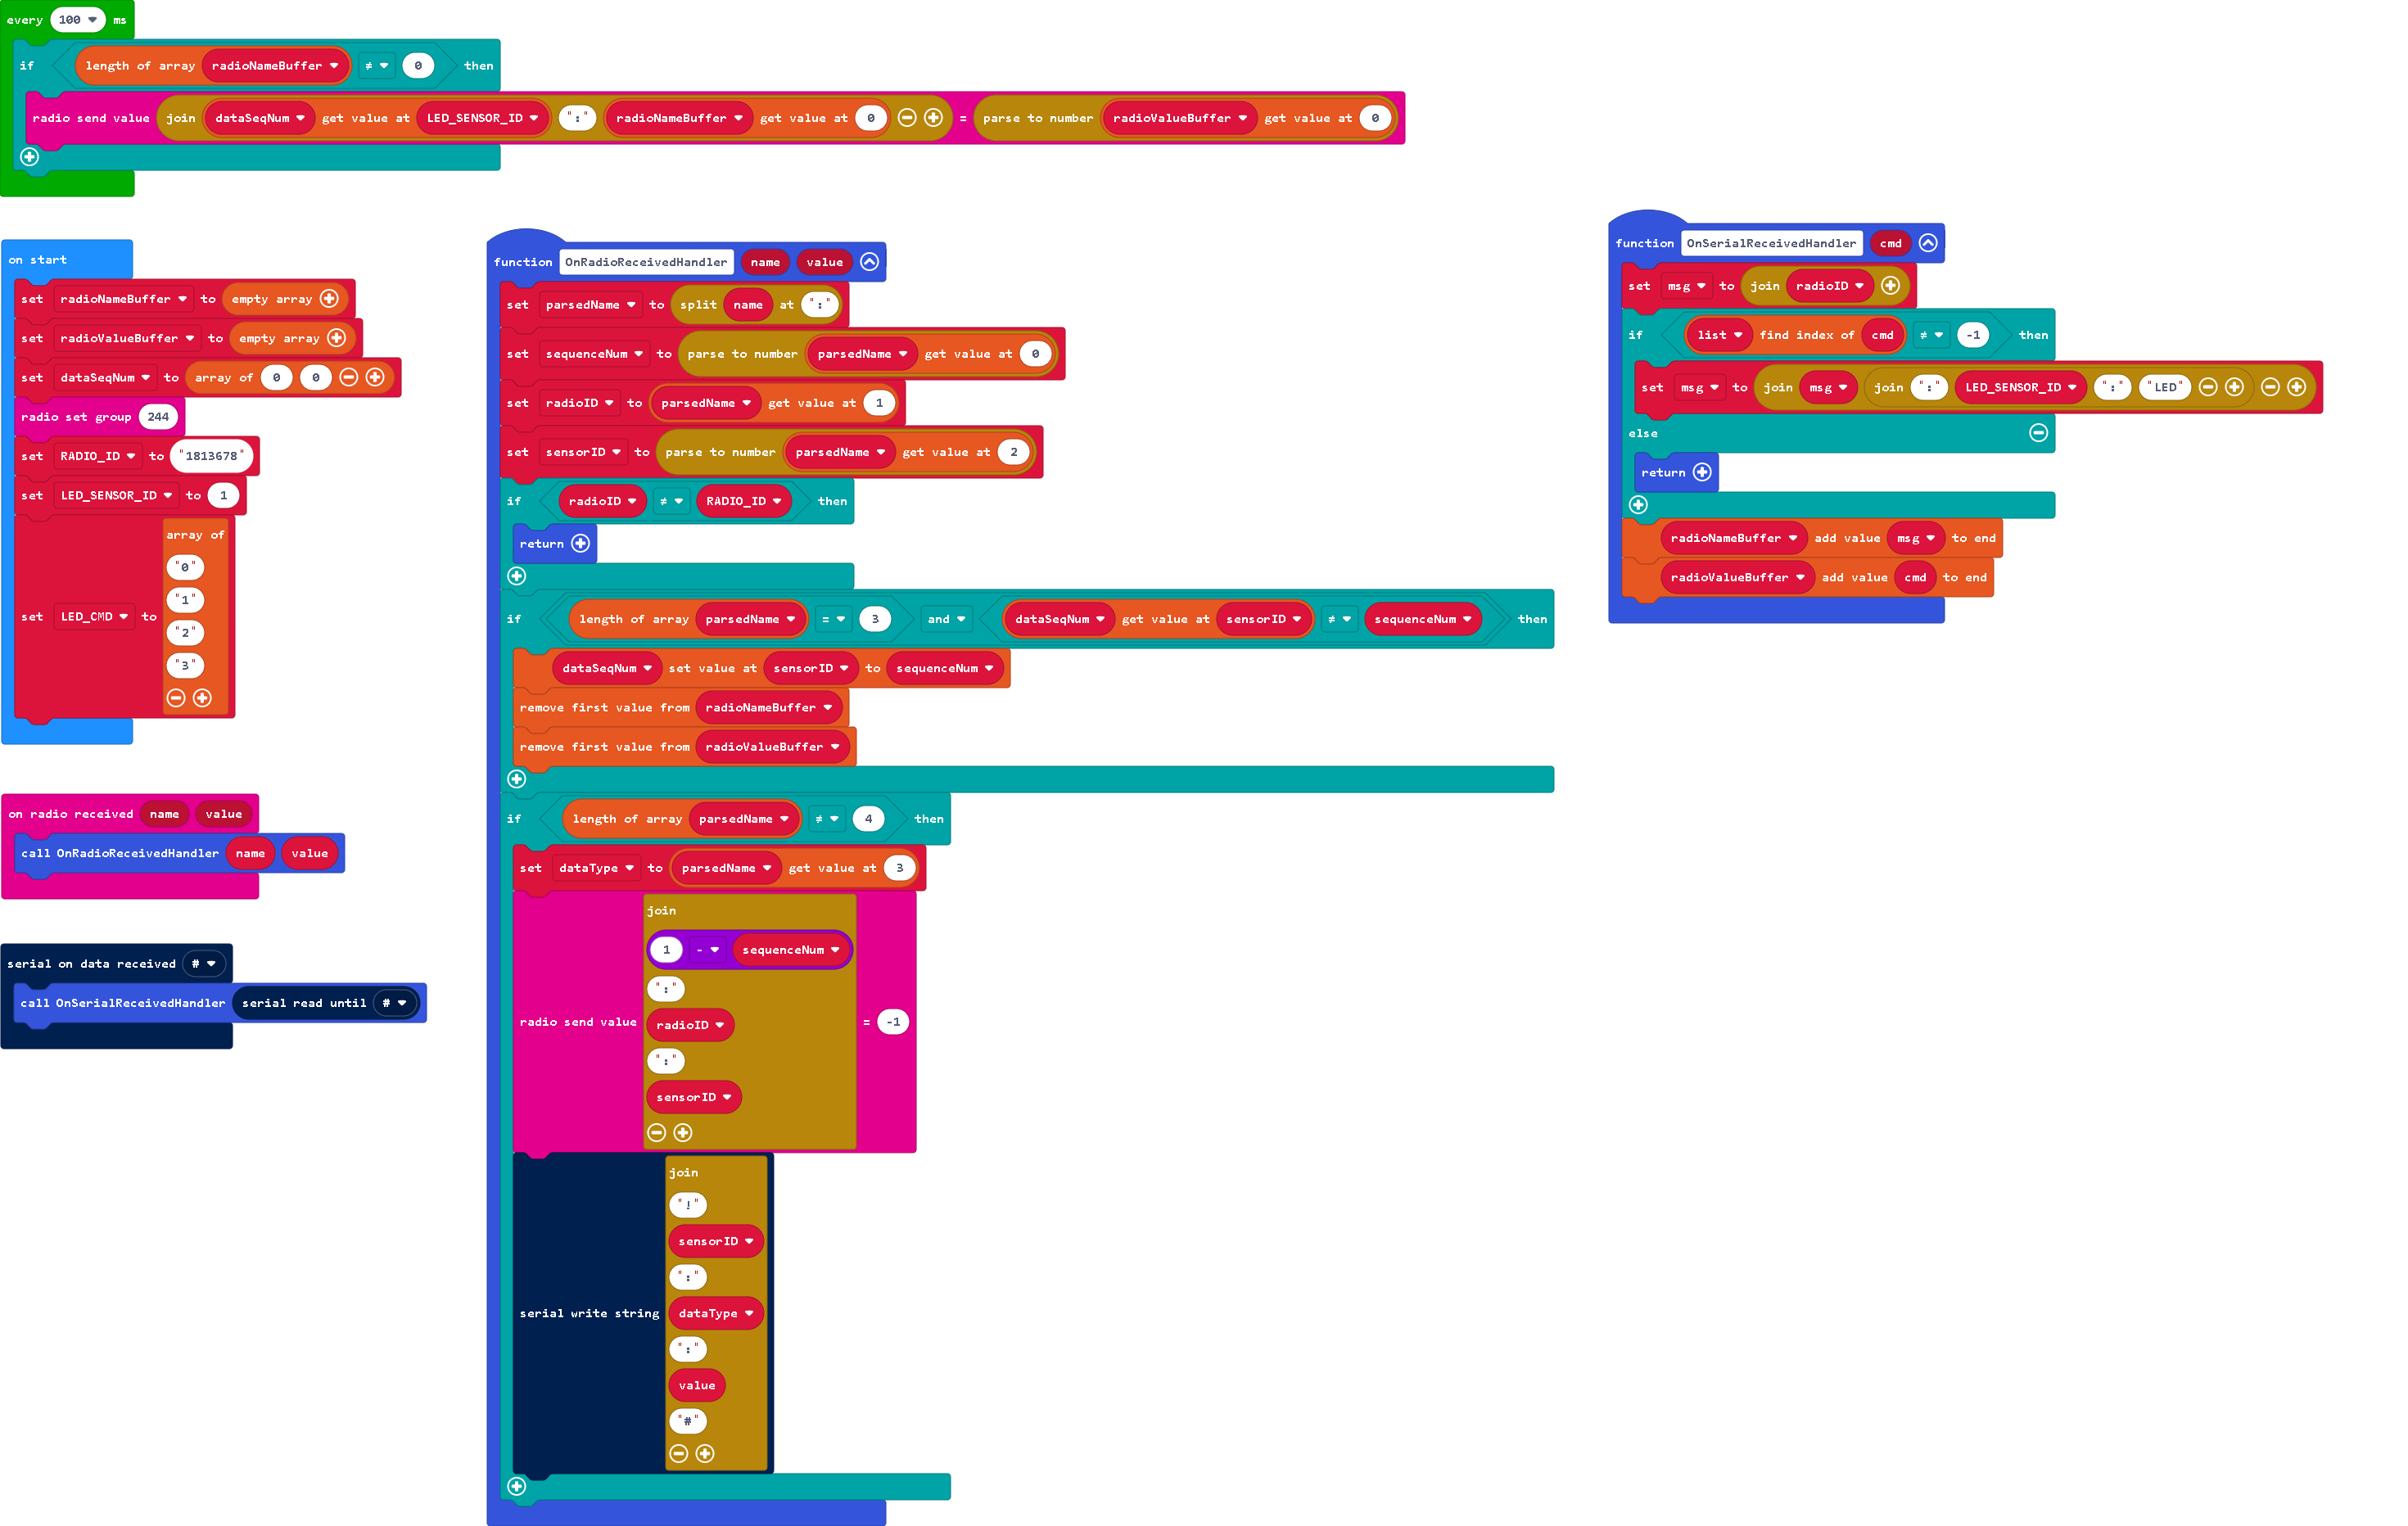 every 100 ms
if length of array radioNameBuffer ≠ 0 then
radio send value join dataSeqNum get value at LED_SENSOR_ID ":" radioNameBuffer get value at 0 = parse to number radioValueBuffer get value at 0
on start
set radioNameBuffer to empty array
set radioValueBuffer to empty array
set dataSeqNum to array of 0 0
radio set group 244
set RADIO_ID to "1813678"
set LED_SENSOR_ID to 1
set LED_CMD to array of
"0"
"1"
"2"
"3"
on radio received name value
call OnRadioReceivedHandler name value
serial on data received #
call OnSerialReceivedHandler serial read until #
function OnRadioReceivedHandler name value
set parsedName to split name at ":"
set sequenceNum to parse to number parsedName get value at 0
set radioID to parsedName get value at 1
set sensorID to parse to number parsedName get value at 2
if radioID ≠ RADIO_ID then
return
if length of array parsedName = 3 and dataSeqNum get value at sensorID ≠ sequenceNum then
dataSeqNum set value at sensorID to sequenceNum
remove first value from radioNameBuffer
remove first value from radioValueBuffer
if length of array parsedName ≠ 4 then
set dataType to parsedName get value at 3
radio send value join
1 - sequenceNum
":"
radioID
":"
sensorID
= -1
serial write string join
"!"
sensorID
":"
dataType
":"
value
"#"
function OnSerialReceivedHandler cmd
set msg to join radioID
if list find index of cmd ≠ -1 then
set msg to join msg join ":" LED_SENSOR_ID ":" "LED"
else
return
radioNameBuffer add value msg to end
radioValueBuffer add value cmd to end